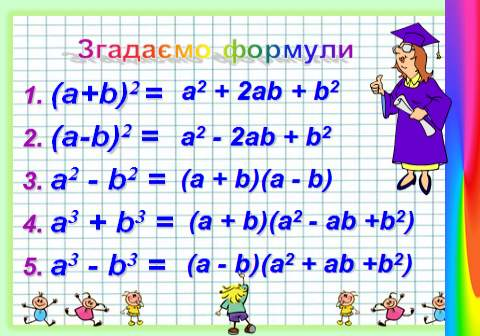 Згадаємо формули
1. (a+b)² = a² + 2ab + b²
2. (a-b)² = a² - 2ab + b²
3. a² - b² = (a + b)(a - b)
4. a³ + b³ = (a + b)(a² - ab +b²)
5. a³ - b³ = (a - b)(a² + ab +b²)